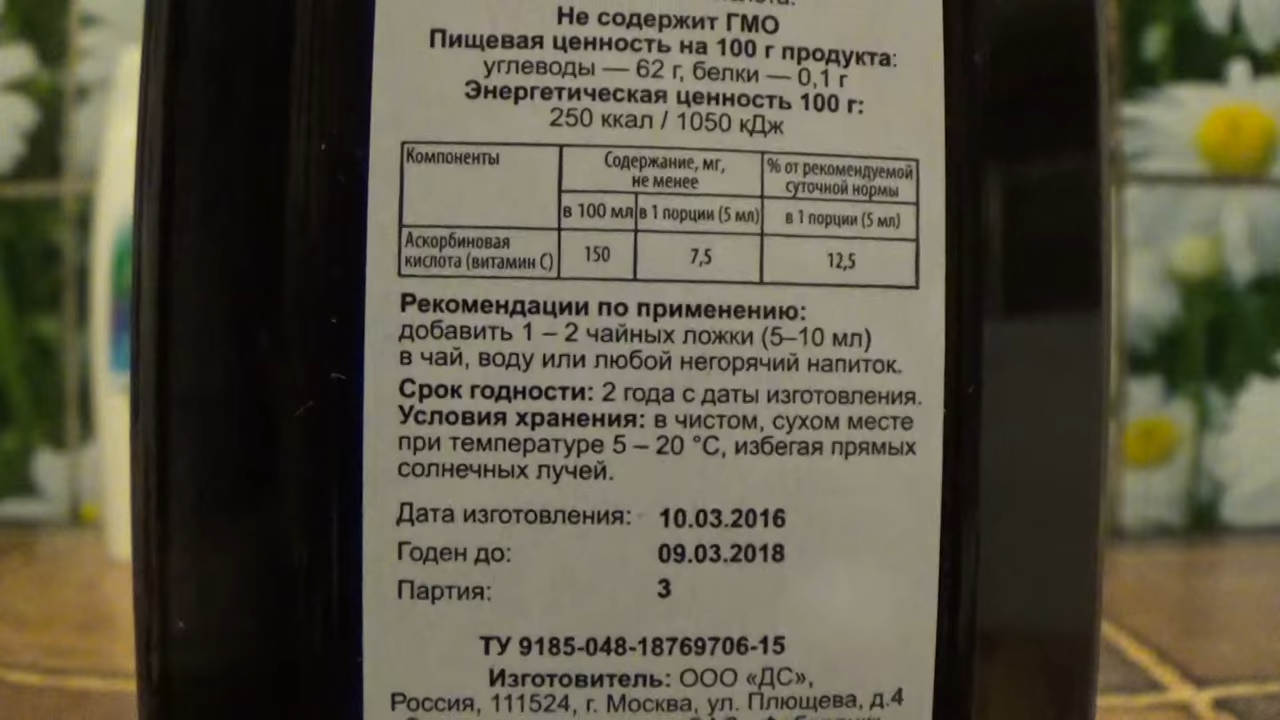 Не содержит ГМО
Пищевая ценность на 100 г продукта:
углеводы — 62 г, белки — 0,1 г
Энергетическая ценность 100 г:
250 ккал / 1050 кДж
Компоненты
Содержание, мг,
не менее
% от рекомендуемой
суточной нормы
в 100 мл
в 1 порции (5 мл)
в 1 порции (5 мл)
Аскорбиновая
кислота (витамин С)
150
7,5
12,5
Рекомендации по применению:
добавить 1 – 2 чайных ложки (5–10 мл)
в чай, воду или любой негорячий напиток.
Срок годности: 2 года с даты изготовления.
Условия хранения: в чистом, сухом месте
при температуре 5 – 20 °С, избегая прямых
солнечных лучей.
Дата изготовления: 10.03.2016
Годен до: 09.03.2018
Партия: 3
ТУ 9185-048-18769706-15
Изготовитель: ООО «ДС»,
Россия, 111524, г. Москва, ул. Плющева, д.4